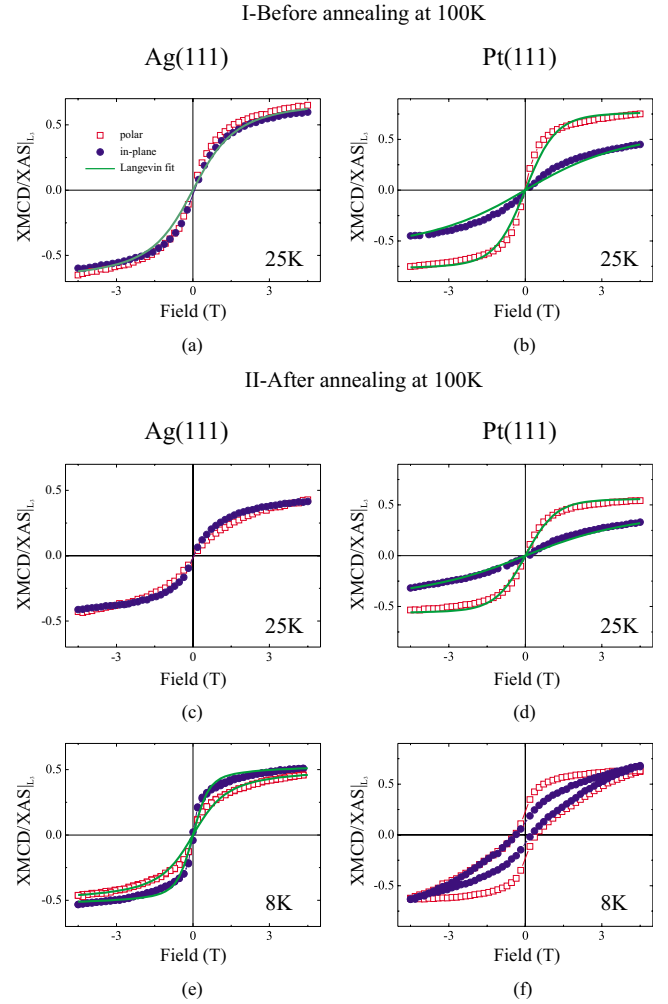 I-Before annealing at 100K
Ag(111)
Pt(111)
XMCD/XAS|L₃
0.5
0.0
-0.5
polar
in-plane
Langevin fit
25K
-3
0
3
Field (T)
(a)
XMCD/XAS|L₃
0.5
0.0
-0.5
25K
-3
0
3
Field (T)
(b)
II-After annealing at 100K
Ag(111)
Pt(111)
XMCD/XAS|L₃
0.5
0.0
-0.5
25K
-3
0
3
Field (T)
(c)
XMCD/XAS|L₃
0.5
0.0
-0.5
25K
-3
0
3
Field (T)
(d)
XMCD/XAS|L₃
0.5
0.0
-0.5
8K
-3
0
3
Field (T)
(e)
XMCD/XAS|L₃
0.5
0.0
-0.5
8K
-3
0
3
Field (T)
(f)